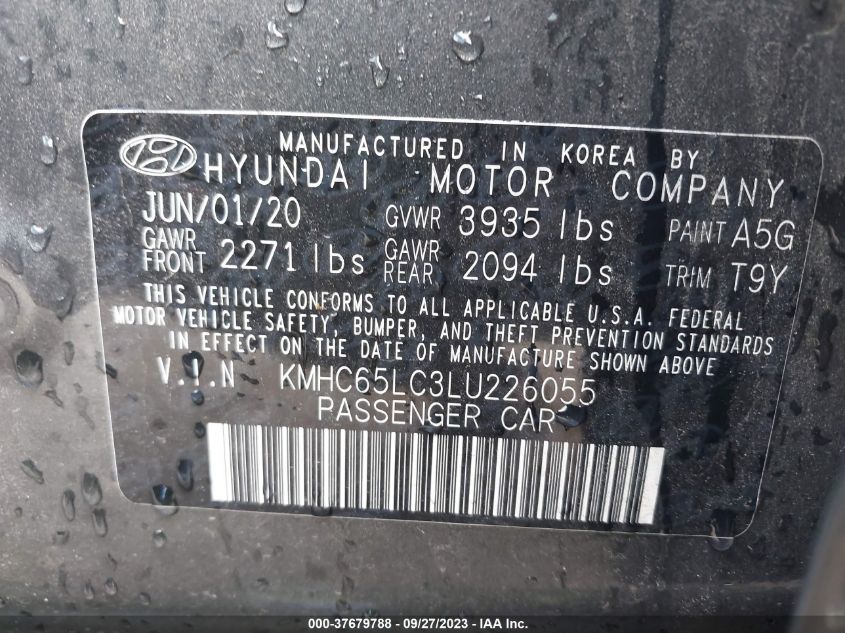 MANUFACTURED IN KOREA BY
HYUNDAI MOTOR COMPANY
JUN/01/20 GVWR 3935 lbs PAINT A5G
GAWR FRONT 2271 lbs GAWR REAR 2094 lbs TRIM T9Y
THIS VEHICLE CONFORMS TO ALL APPLICABLE U.S.A. FEDERAL
MOTOR VEHICLE SAFETY, BUMPER, AND THEFT PREVENTION STANDARDS
IN EFFECT ON THE DATE OF MANUFACTURE SHOWN ABOVE
V.I.N KMHC65LC3LU226055
PASSENGER CAR
000-37679788 - 09/27/2023 - IAAI - IAA Inc.